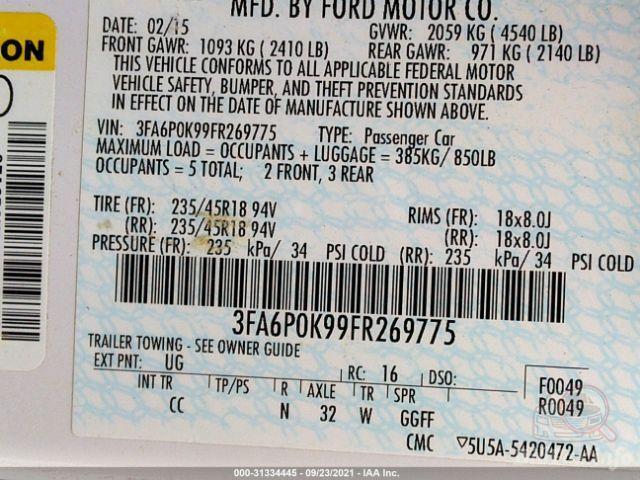 MFD. BY FORD MOTOR CO.
DATE: 02/15 GVWR: 2059 KG ( 4540 LB)
FRONT GAWR: 1093 KG ( 2410 LB) REAR GAWR: 971 KG ( 2140 LB)
THIS VEHICLE CONFORMS TO ALL APPLICABLE FEDERAL MOTOR
VEHICLE SAFETY, BUMPER, AND THEFT PREVENTION STANDARDS
IN EFFECT ON THE DATE OF MANUFACTURE SHOWN ABOVE.
VIN: 3FA6P0K99FR269775 TYPE: Passenger Car
MAXIMUM LOAD = OCCUPANTS + LUGGAGE = 385KG/ 850LB
OCCUPANTS = 5 TOTAL; 2 FRONT, 3 REAR
TIRE (FR): 235/45R18 94V RIMS (FR): 18x8.0J
(RR): 235/45R18 94V (RR): 18x8.0J
PRESSURE (FR): 235 kPa/ 34 PSI COLD (RR): 235 kPa/ 34 PSI COLD
3FA6P0K99FR269775
TRAILER TOWING - SEE OWNER GUIDE
EXT PNT: UG RC: 16 DSO: F0049
INT TR TP/PS R AXLE TR SPR R0049
CC N 32 W GGFF
CMC 5U5A-5420472-AA
000-31334445 - 09/23/2021 - IAA Inc.